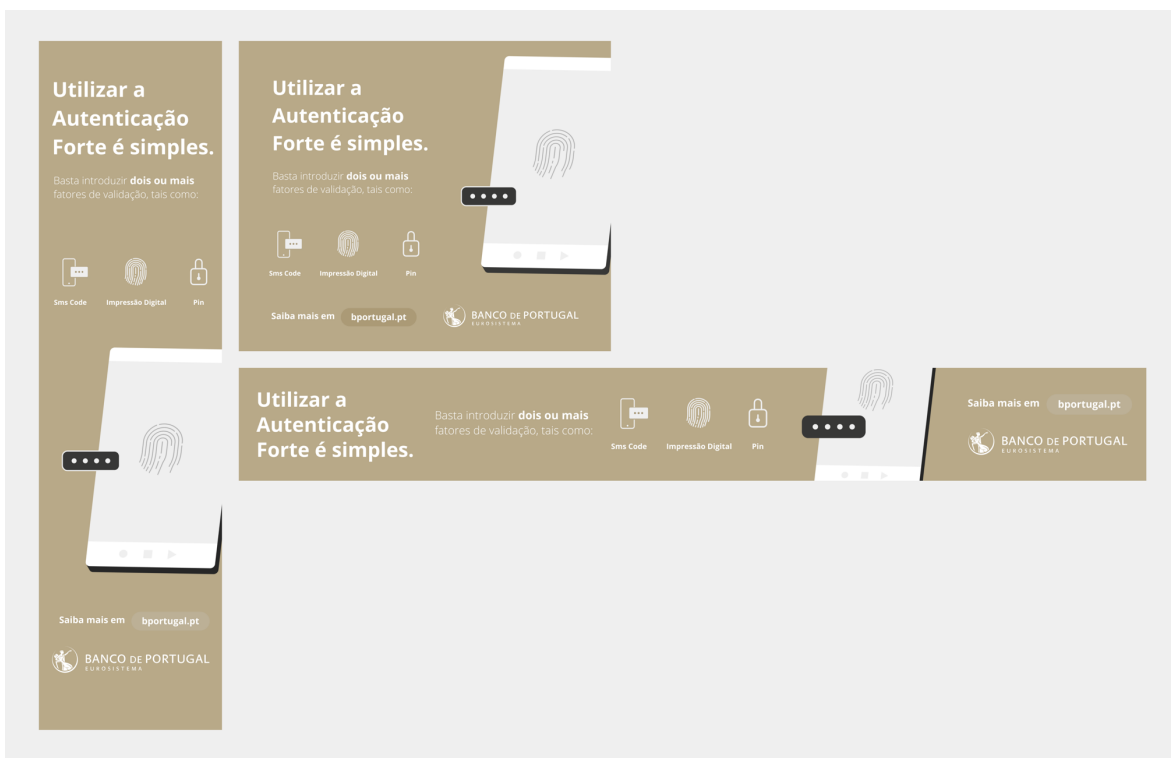 Utilizar a
Autenticação
Forte é simples.
Basta introduzir dois ou mais
fatores de validação, tais como:
Sms Code Impressão Digital Pin
Saiba mais em bportugal.pt
BANCO DE PORTUGAL
EUROSISTEMA
Utilizar a
Autenticação
Forte é simples.
Basta introduzir dois ou mais
fatores de validação, tais como:
Sms Code Impressão Digital Pin
Saiba mais em bportugal.pt
BANCO DE PORTUGAL
EUROSISTEMA
Utilizar a
Autenticação
Forte é simples.
Basta introduzir dois ou mais
fatores de validação, tais como:
Sms Code Impressão Digital Pin
Saiba mais em bportugal.pt
BANCO DE PORTUGAL
EUROSISTEMA